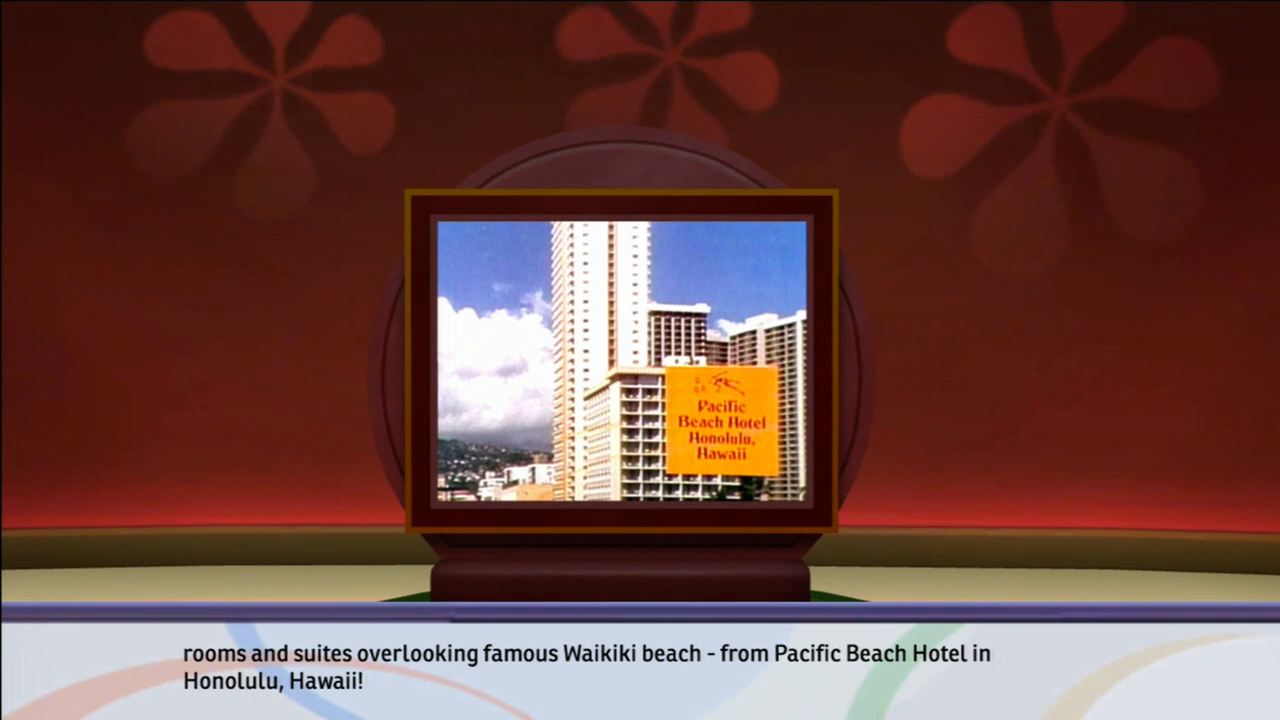 Pacific
Beach Hotel
Honolulu,
Hawaii
rooms and suites overlooking famous Waikiki beach - from Pacific Beach Hotel in
Honolulu, Hawaii!